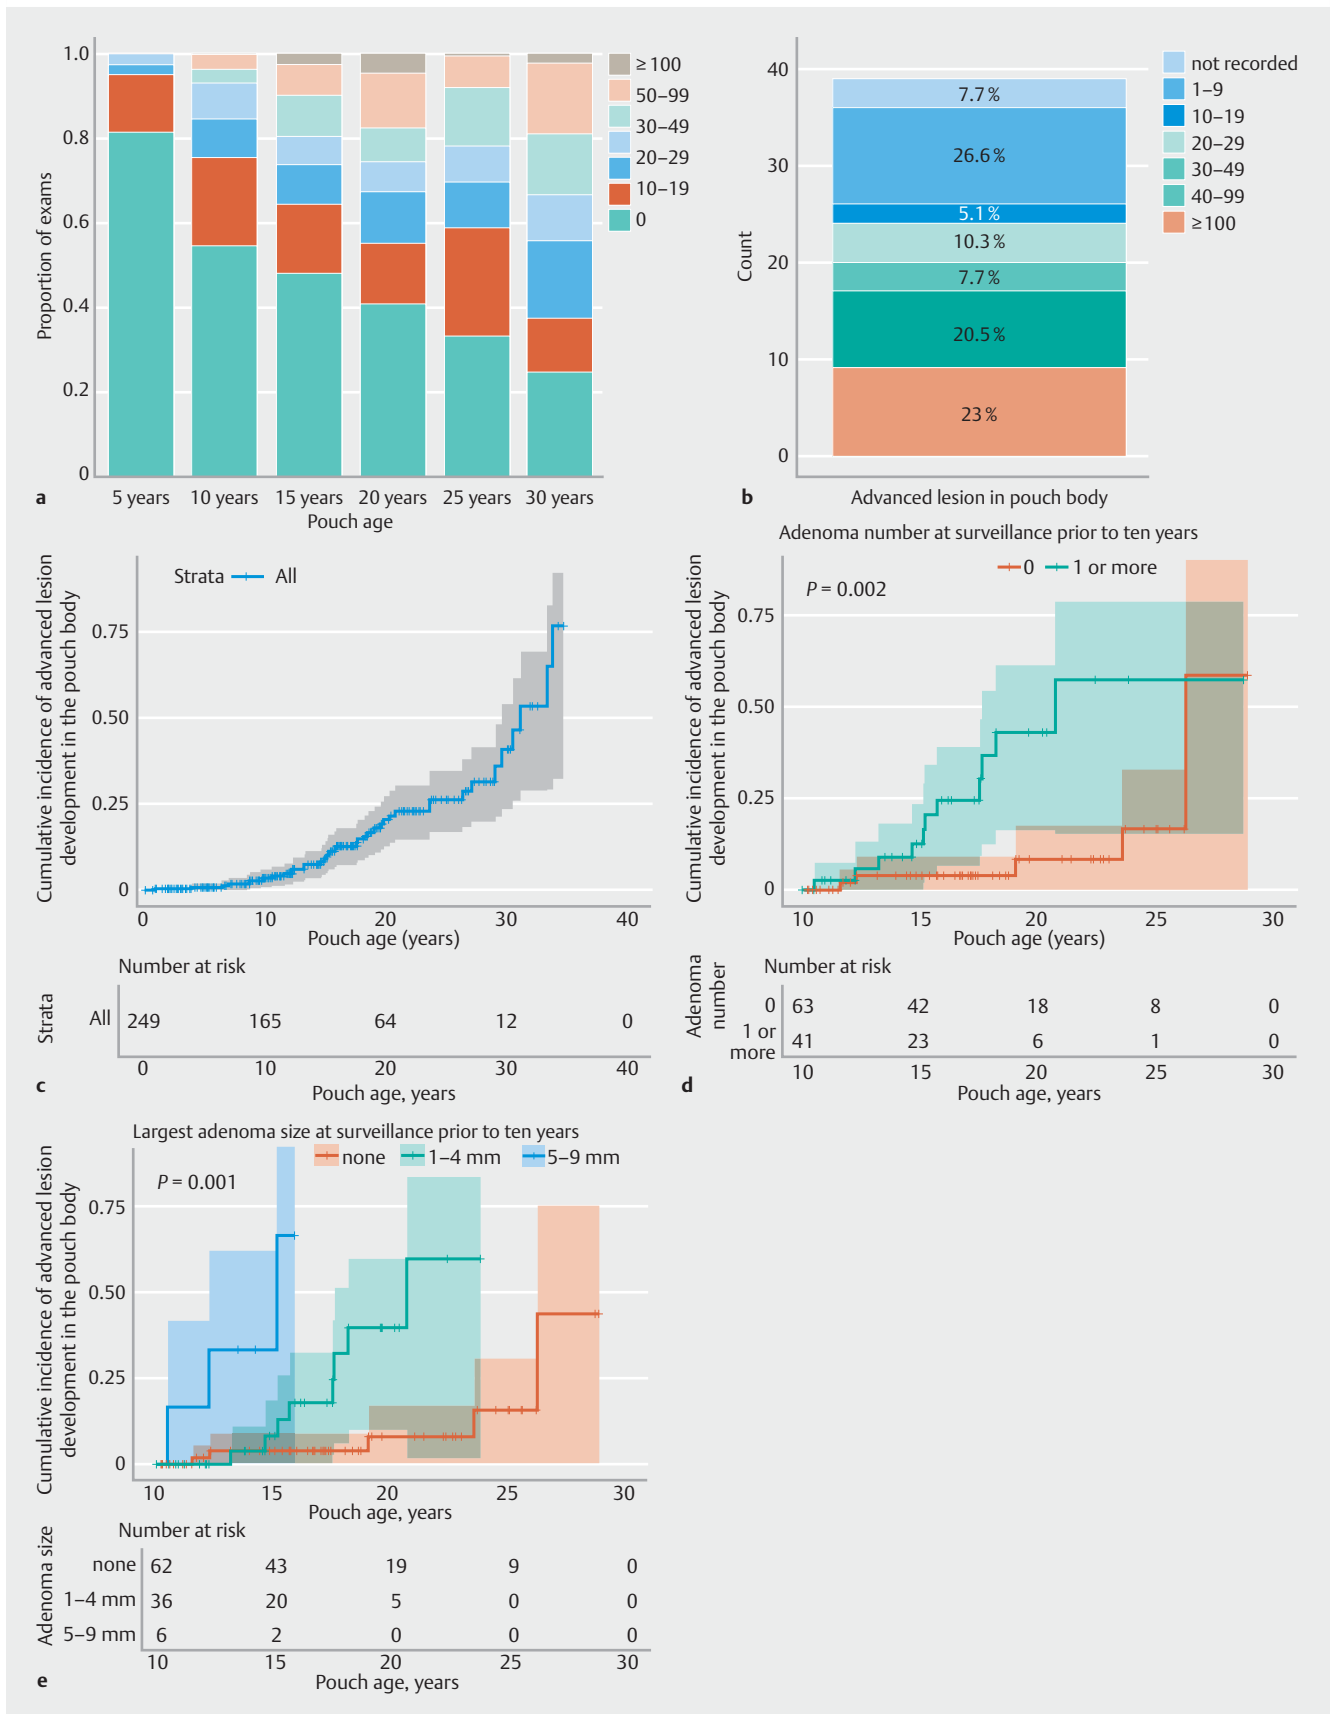 1.0
0.8
0.6
0.4
0.2
0
Proportion of exams
5 years 10 years 15 years 20 years 25 years 30 years
Pouch age
≥ 100
50–99
30–49
20–29
10–19
0
a
40
30
20
10
0
Count
7.7 %
26.6 %
5.1 %
10.3 %
7.7 %
20.5 %
23 %
Advanced lesion in pouch body
not recorded
1–9
10–19
20–29
30–49
40–99
≥100
b
Cumulative incidence of advanced lesion
development in the pouch body
Strata All
0.75
0.50
0.25
0
0 10 20 30 40
Pouch age (years)
Number at risk
Strata
All 249 165 64 12 0
0 10 20 30 40
Pouch age, years
c
Adenoma number at surveillance prior to ten years
Cumulative incidence of advanced lesion
development in the pouch body
0 1 or more
P = 0.002
0.75
0.50
0.25
0
10 15 20 25 30
Pouch age (years)
Number at risk
Adenoma
number
0 63 42 18 8 0
1 or
more 41 23 6 1 0
10 15 20 25 30
Pouch age, years
d
Largest adenoma size at surveillance prior to ten years
Cumulative incidence of advanced lesion
development in the pouch body
none 1–4 mm 5–9 mm
P = 0.001
0.75
0.50
0.25
0
10 15 20 25 30
Pouch age, years
Number at risk
Adenoma size
none 62 43 19 9 0
1–4 mm 36 20 5 0 0
5–9 mm 6 2 0 0 0
10 15 20 25 30
Pouch age, years
e